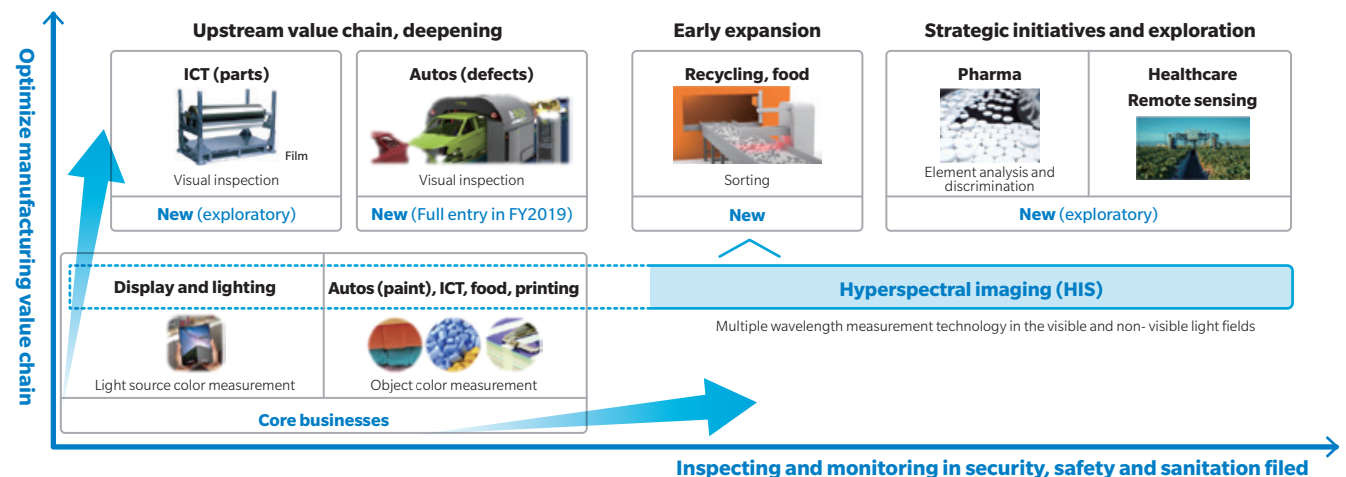 Optimize manufacturing value chain
Upstream value chain, deepening
Early expansion
Strategic initiatives and exploration
ICT (parts)
Film
Visual inspection
New (exploratory)
Autos (defects)
Visual inspection
New (Full entry in FY2019)
Recycling, food
Sorting
New
Pharma
Element analysis and
discrimination
Healthcare
Remote sensing
New (exploratory)
Display and lighting
Light source color measurement
Autos (paint), ICT, food, printing
Object color measurement
Core businesses
Hyperspectral imaging (HIS)
Multiple wavelength measurement technology in the visible and non- visible light fields
Inspecting and monitoring in security, safety and sanitation filed